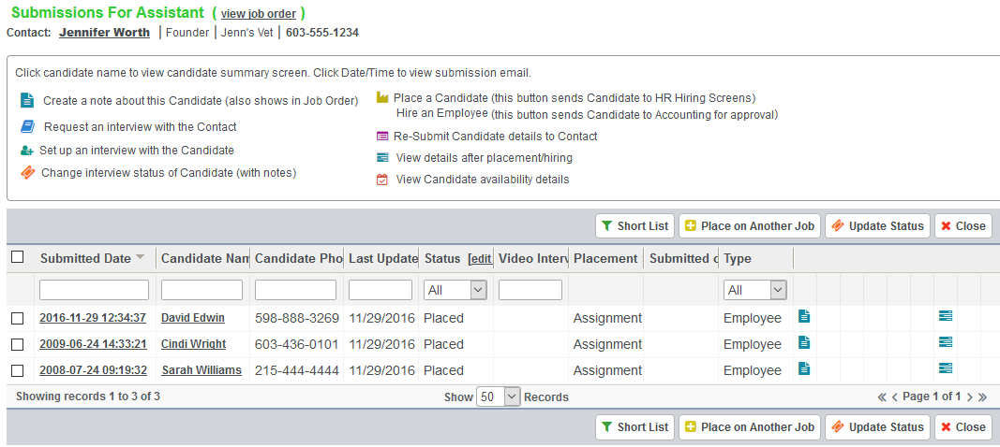 Submissions For Assistant ( view job order )
Contact: Jennifer Worth | Founder | Jenn's Vet | 603-555-1234
Click candidate name to view candidate summary screen. Click Date/Time to view submission email.
Create a note about this Candidate (also shows in Job Order)
Request an interview with the Contact
Set up an interview with the Candidate
Change interview status of Candidate (with notes)
Place a Candidate (this button sends Candidate to HR Hiring Screens)
Hire an Employee (this button sends Candidate to Accounting for approval)
Re-Submit Candidate details to Contact
View details after placement/hiring
View Candidate availability details
Short List Place on Another Job Update Status Close
Submitted Date Candidate Nam Candidate Pho Last Update Status [edit Video Interv Placement Submitted c Type
All All
2016-11-29 12:34:37 David Edwin 598-888-3269 11/29/2016 Placed Assignment Employee
2009-06-24 14:33:21 Cindi Wright 603-436-0101 11/29/2016 Placed Assignment Employee
2008-07-24 09:19:32 Sarah Williams 215-444-4444 11/29/2016 Placed Assignment Employee
Showing records 1 to 3 of 3 Show 50 Records Page 1 of 1
Short List Place on Another Job Update Status Close